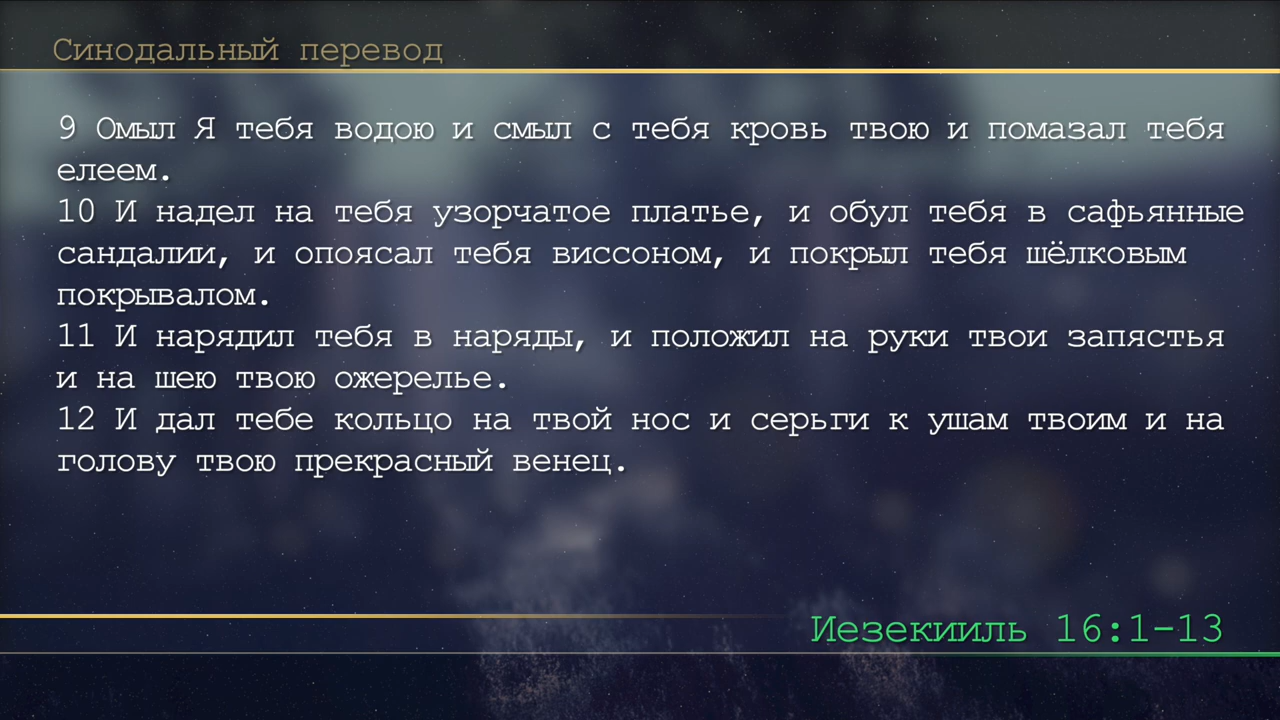 Синодальный перевод
9 Омыл Я тебя водою и смыл с тебя кровь твою и помазал тебя
елеем.
10 И надел на тебя узорчатое платье, и обул тебя в сафьянные
сандалии, и опоясал тебя виссоном, и покрыл тебя шёлковым
покрывалом.
11 И нарядил тебя в наряды, и положил на руки твои запястья
и на шею твою ожерелье.
12 И дал тебе кольцо на твой нос и серьги к ушам твоим и на
голову твою прекрасный венец.
Иезекииль 16:1-13